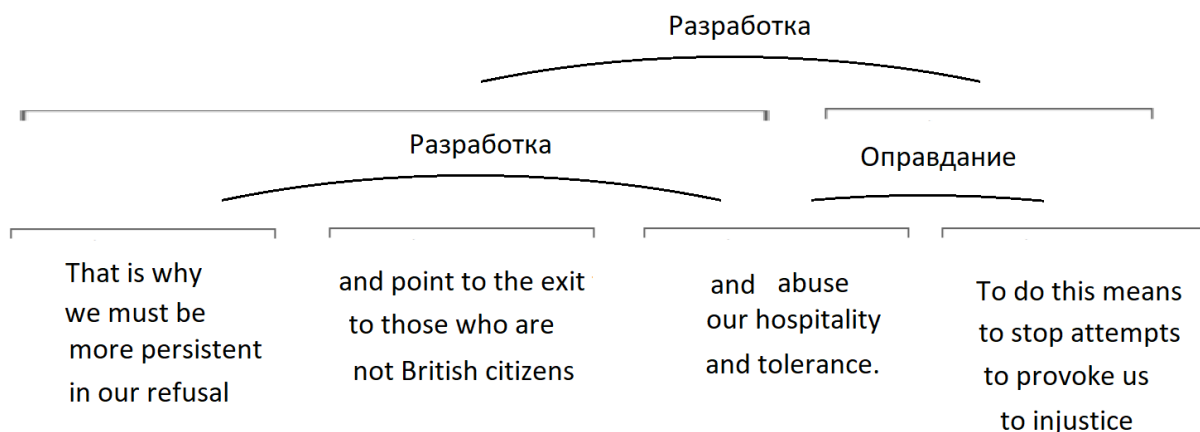 Разработка
Разработка
Оправдание
That is why
we must be
more persistent
in our refusal
and point to the exit
to those who are
not British citizens
and abuse
our hospitality
and tolerance.
To do this means
to stop attempts
to provoke us
to injustice